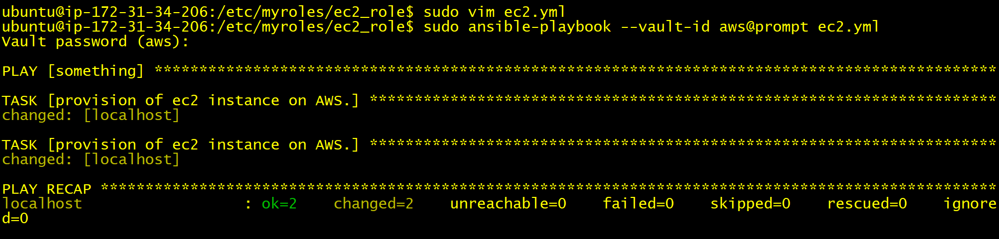 ubuntu@ip-172-31-34-206:/etc/myroles/ec2_role$ sudo vim ec2.yml
ubuntu@ip-172-31-34-206:/etc/myroles/ec2_role$ sudo ansible-playbook --vault-id aws@prompt ec2.yml
Vault password (aws):
PLAY [something] **********************************************************************************************
TASK [provision of ec2 instance on AWS.] **********************************************************************
changed: [localhost]
TASK [provision of ec2 instance on AWS.] **********************************************************************
changed: [localhost]
PLAY RECAP ****************************************************************************************************
localhost                  : ok=2    changed=2    unreachable=0    failed=0    skipped=0    rescued=0    ignore
d=0